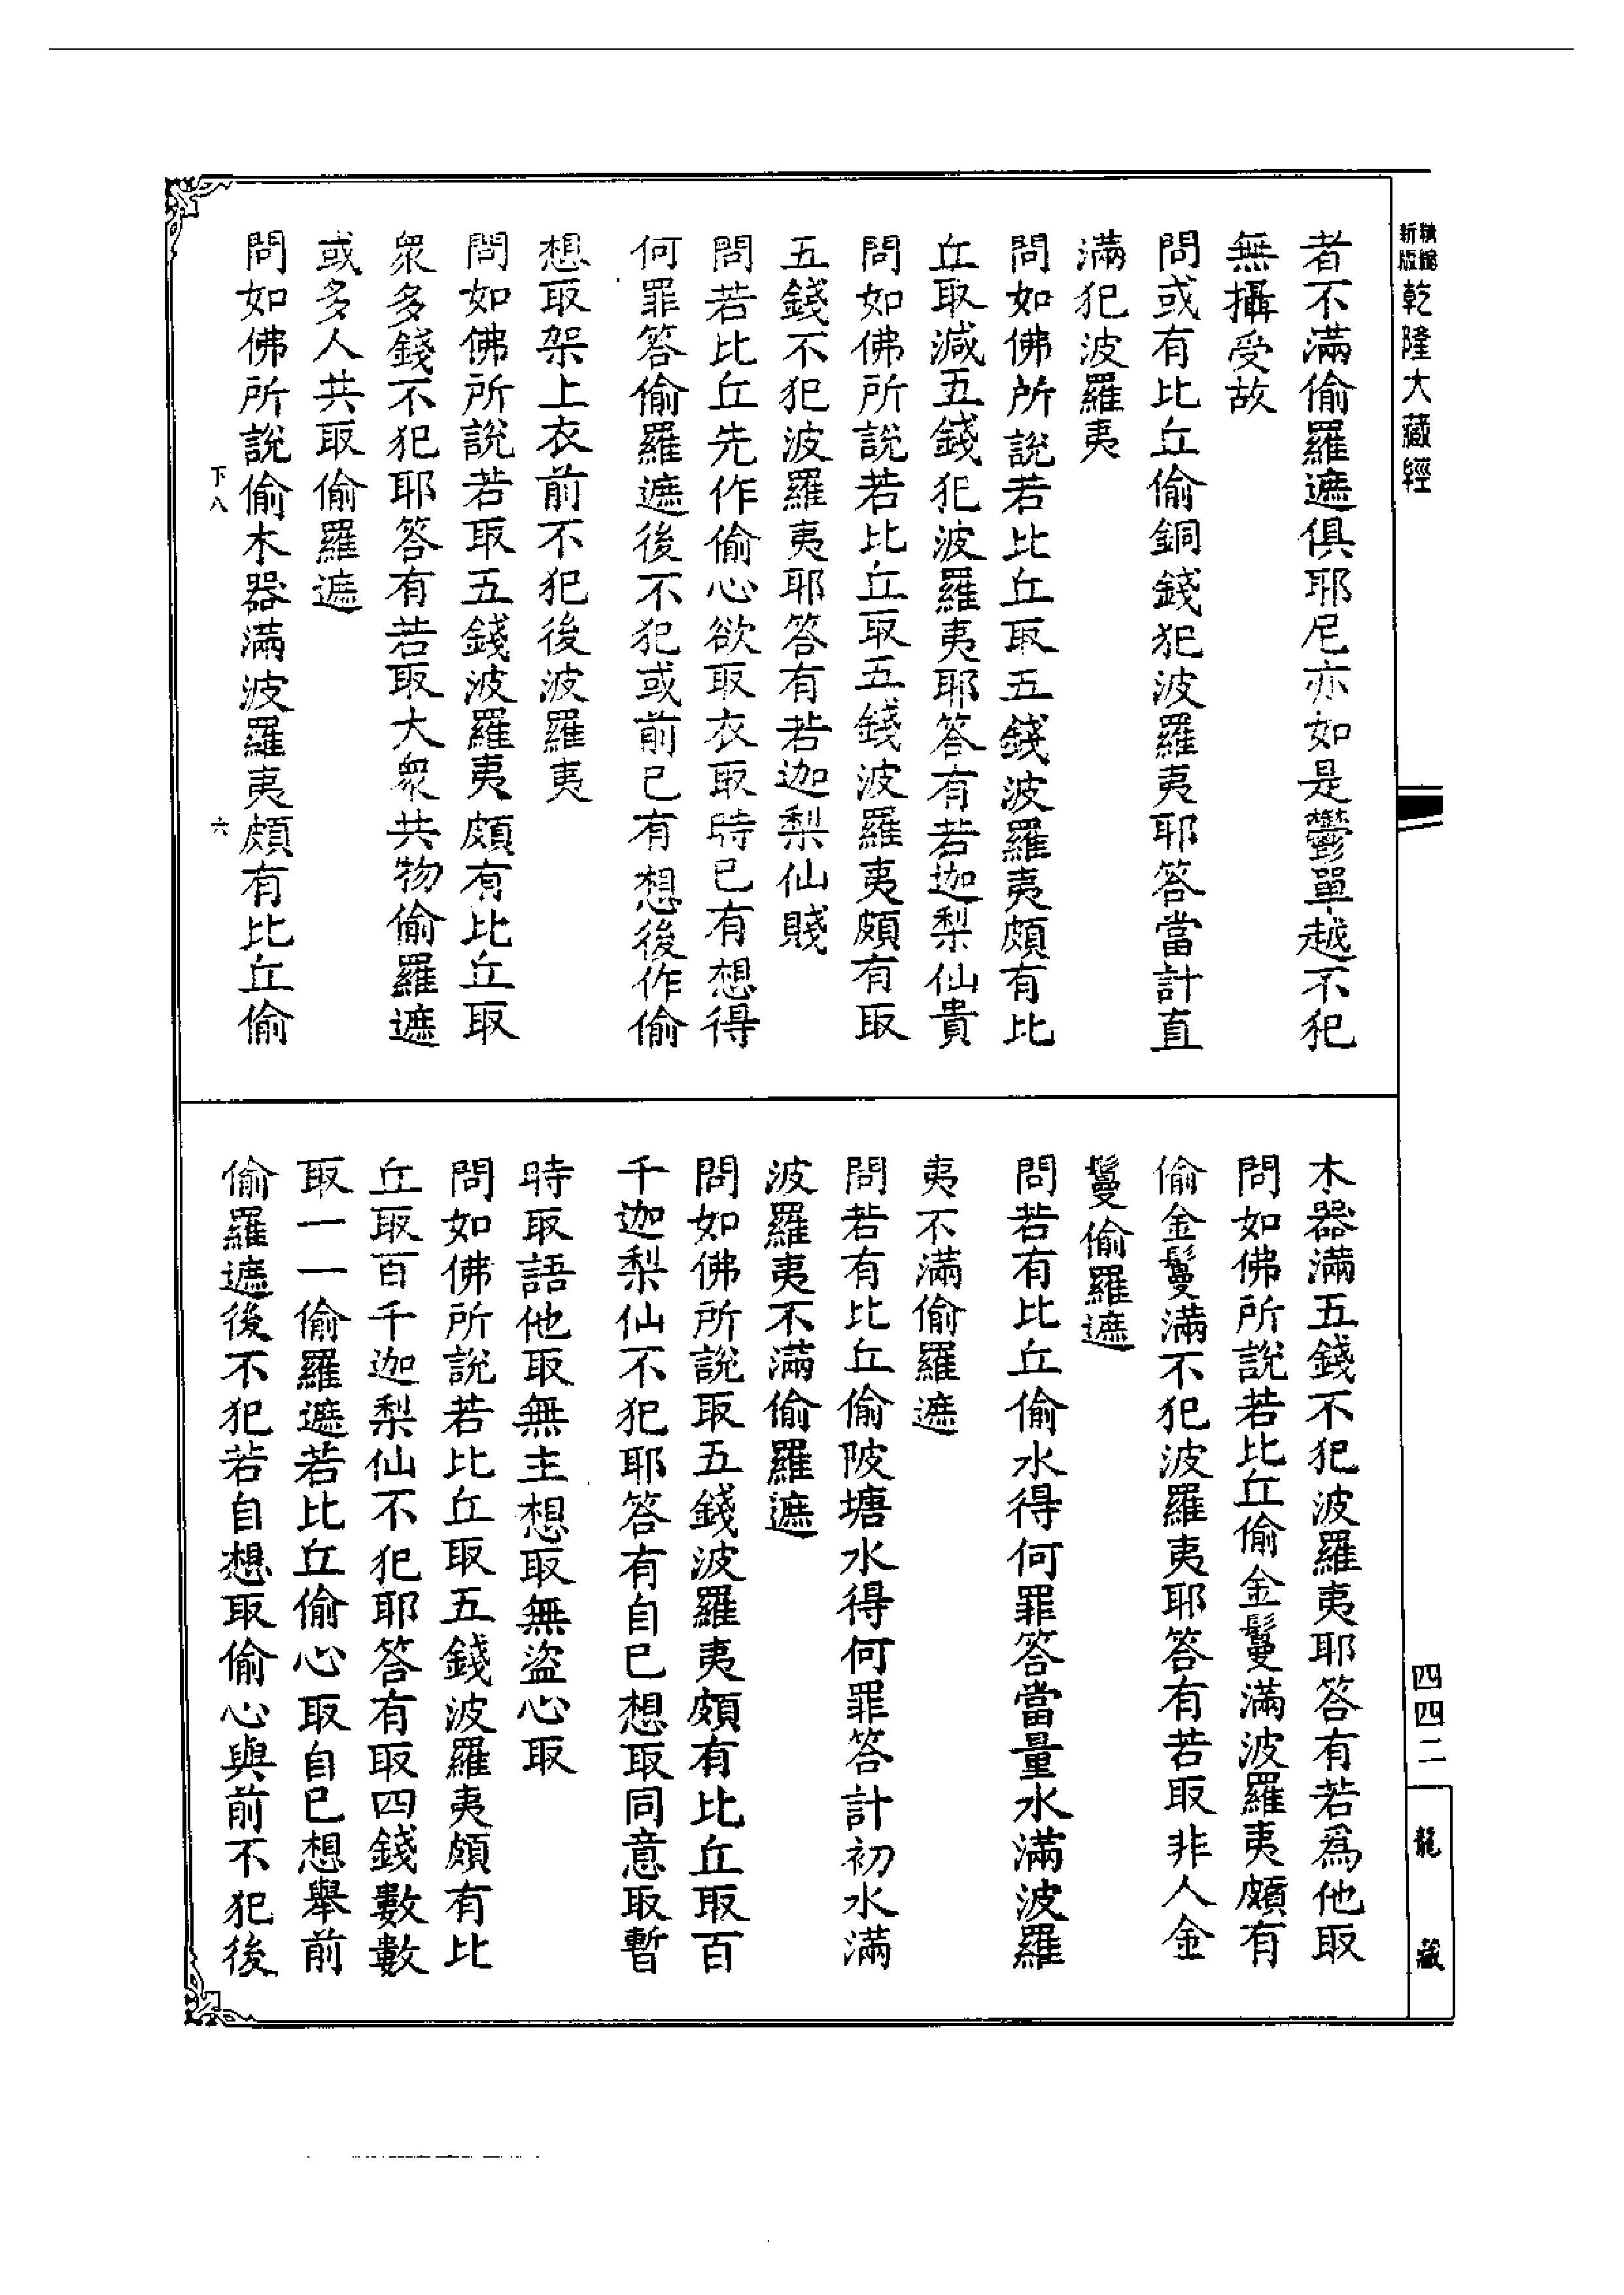 新編縮版乾隆大藏經
者不滿偷羅遮俱耶尼亦如是鬱單越不犯
無攝受故
問或有比丘偷銅錢犯波羅夷耶答當計直
滿犯波羅夷
問如佛所說若比丘取五錢波羅夷頗有比
丘取減五錢犯波羅夷耶答有若迦梨仙貴
問如佛所說若比丘取五錢波羅夷頗有取
五錢不犯波羅夷耶答有若迦梨仙賤
問若比丘先作偷心欲取衣取時已有想得
何罪答偷羅遮後不犯或前已有想後作偷
想取架上衣前不犯後波羅夷
問如佛所說若取五錢波羅夷頗有比丘取
衆多錢不犯耶答有若取大衆共物偷羅遮
或多人共取偷羅遮
問如佛所說偷木器滿波羅夷頗有比丘偷
下八 六
木器滿五錢不犯波羅夷耶答有若爲他取
問如佛所說若比丘偷金鬘滿波羅夷頗有
偷金鬘滿不犯波羅夷耶答有若取非人金
鬘偷羅遮
問若有比丘偷水得何罪答當量水滿波羅
夷不滿偷羅遮
問若有比丘偷陂塘水得何罪答計初水滿
波羅夷不滿偷羅遮
問如佛所說取五錢波羅夷頗有比丘取百
千迦梨仙不犯耶答有自已想取同意取暫
時取語他取無主想取無盜心取
問如佛所說若比丘取五錢波羅夷頗有比
丘取百千迦梨仙不犯耶答有取四錢數數
取一一偷羅遮若比丘偷心取自已想舉前
偷羅遮後不犯若自想取偷心與前不犯後
四四二
龍藏